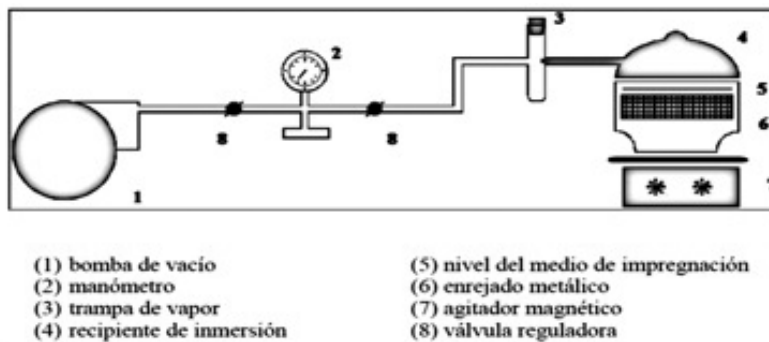 3
2
4
5
6
8
8
1
(1) bomba de vacío
(2) manómetro
(3) trampa de vapor
(4) recipiente de inmersión
(5) nivel del medio de impregnación
(6) enrejado metálico
(7) agitador magnético
(8) válvula reguladora